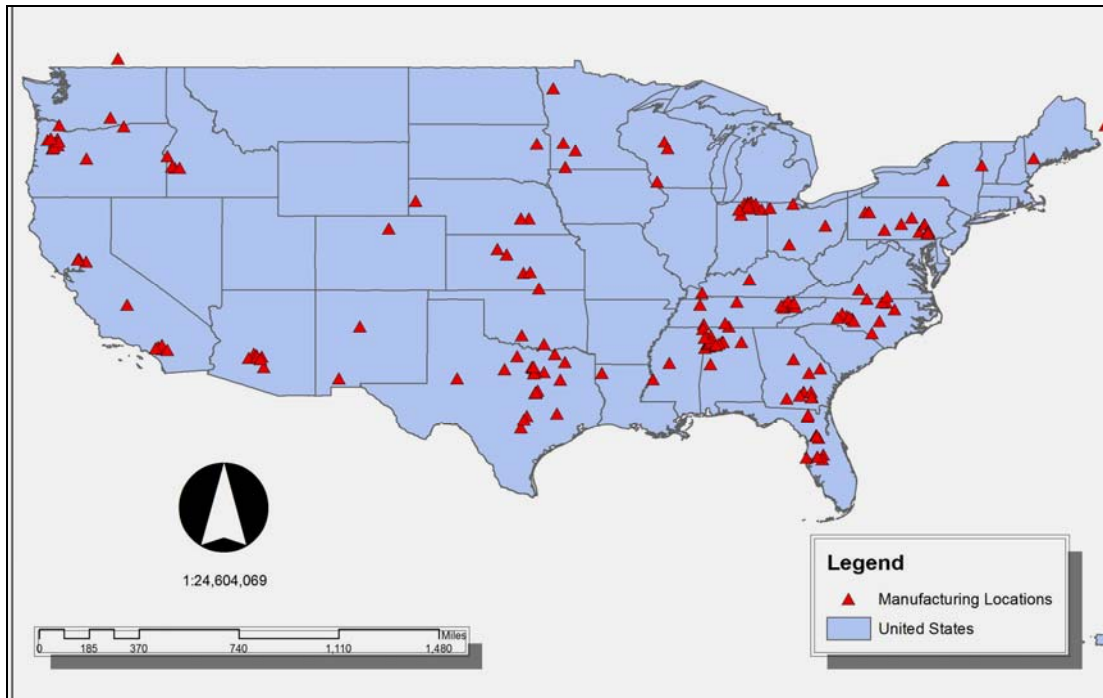 1:24,604,069
Miles
0 185 370 740 1,110 1,480
Legend
Manufacturing Locations
United States